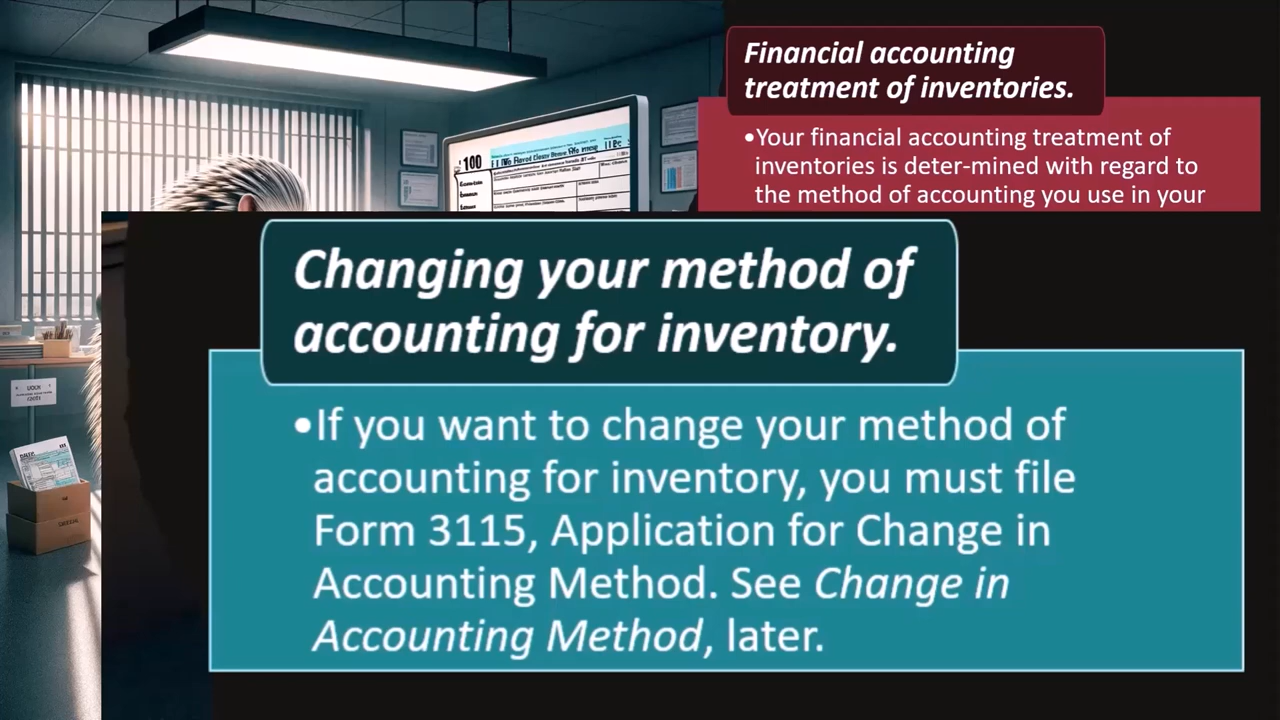 Financial accounting
treatment of inventories.
•Your financial accounting treatment of
inventories is deter-mined with regard to
the method of accounting you use in your
100
Changing your method of
accounting for inventory.
•If you want to change your method of
accounting for inventory, you must file
Form 3115, Application for Change in
Accounting Method. See Change in
Accounting Method, later.